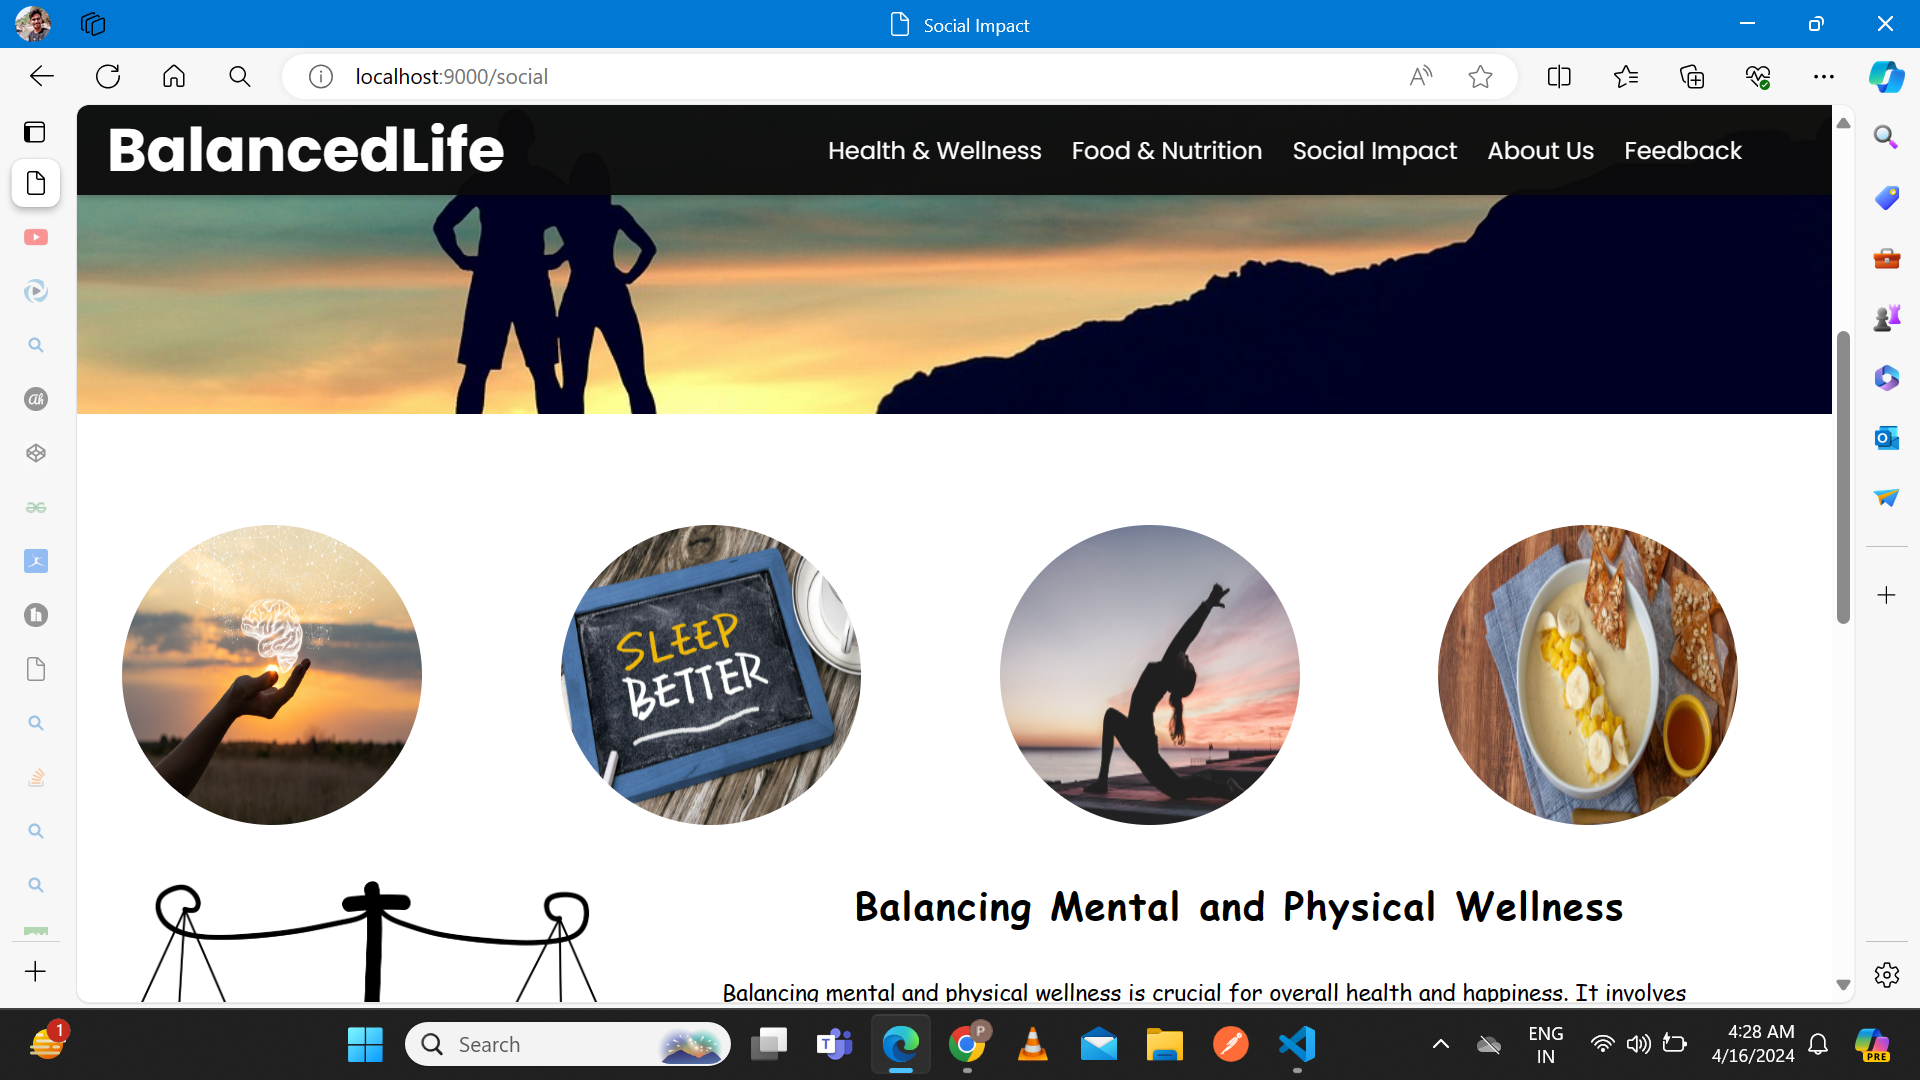 Social Impact
localhost:9000/social
BalancedLife
Health & Wellness
Food & Nutrition
Social Impact
About Us
Feedback
SLEEP
BETTER
Balancing Mental and Physical Wellness
Balancing mental and physical wellness is crucial for overall health and happiness. It involves
1
Search
P
T
ENG
IN
4:28 AM
4/16/2024
PRE